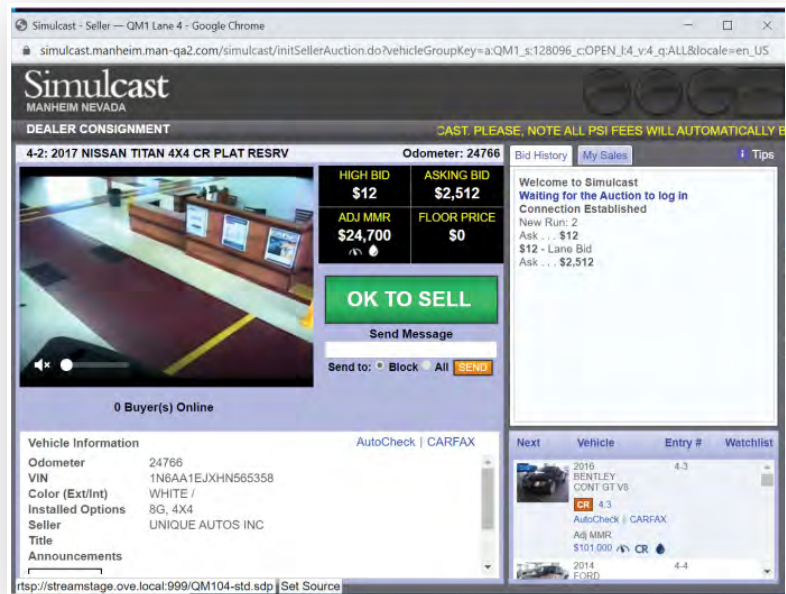 Simulcast - Seller — QM1 Lane 4 - Google Chrome
simulcast.manheim.man-qa2.com/simulcast/initSellerAuction.do?vehicleGroupKey=a:QM1_s:128096_c:OPEN_l:4_v:4_q:ALL&locale=en_US
Simulcast
MANHEIM NEVADA
DEALER CONSIGNMENT
CAST. PLEASE, NOTE ALL PSI FEES WILL AUTOMATICALLY B
4-2: 2017 NISSAN TITAN 4X4 CR PLAT RESRV
Odometer: 24766
HIGH BID
$12
ASKING BID
$2,512
ADJ MMR
$24,700
FLOOR PRICE
$0
OK TO SELL
Send Message
Send to: Block All SEND
0 Buyer(s) Online
Bid History My Sales i Tips
Welcome to Simulcast
Waiting for the Auction to log in
Connection Established
New Run: 2
Ask . . . $12
$12 - Lane Bid
Ask . . . $2,512
Vehicle Information
AutoCheck | CARFAX
Odometer 24766
VIN 1N6AA1EJXHN565358
Color (Ext/Int) WHITE /
Installed Options 8G, 4X4
Seller UNIQUE AUTOS INC
Title
Announcements
Next Vehicle Entry # Watchlist
2016 4-3
BENTLEY
CONT GT V8
CR 4.3
AutoCheck | CARFAX
Adj MMR
$101,000 CR
2014 4-4
FORD
rtsp://streamstage.ove.local:999/QM104-std.sdp Set Source